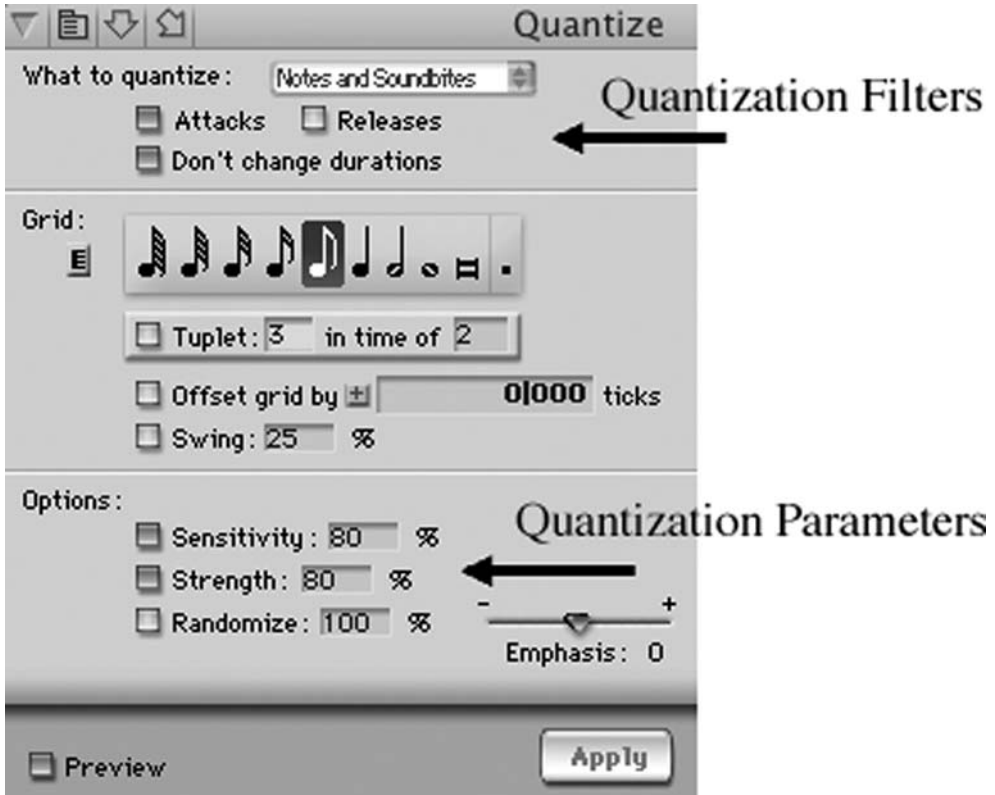 Quantize
What to quantize: Notes and Soundbites
Quantization Filters
Attacks Releases
Don't change durations
Grid:
E
Tuplet: 3 in time of 2
Offset grid by ± 0|000 ticks
Swing: 25 %
Options:
Quantization Parameters
Sensitivity: 80 %
Strength: 80 %
- +
Randomize: 100 %
Emphasis: 0
Preview Apply